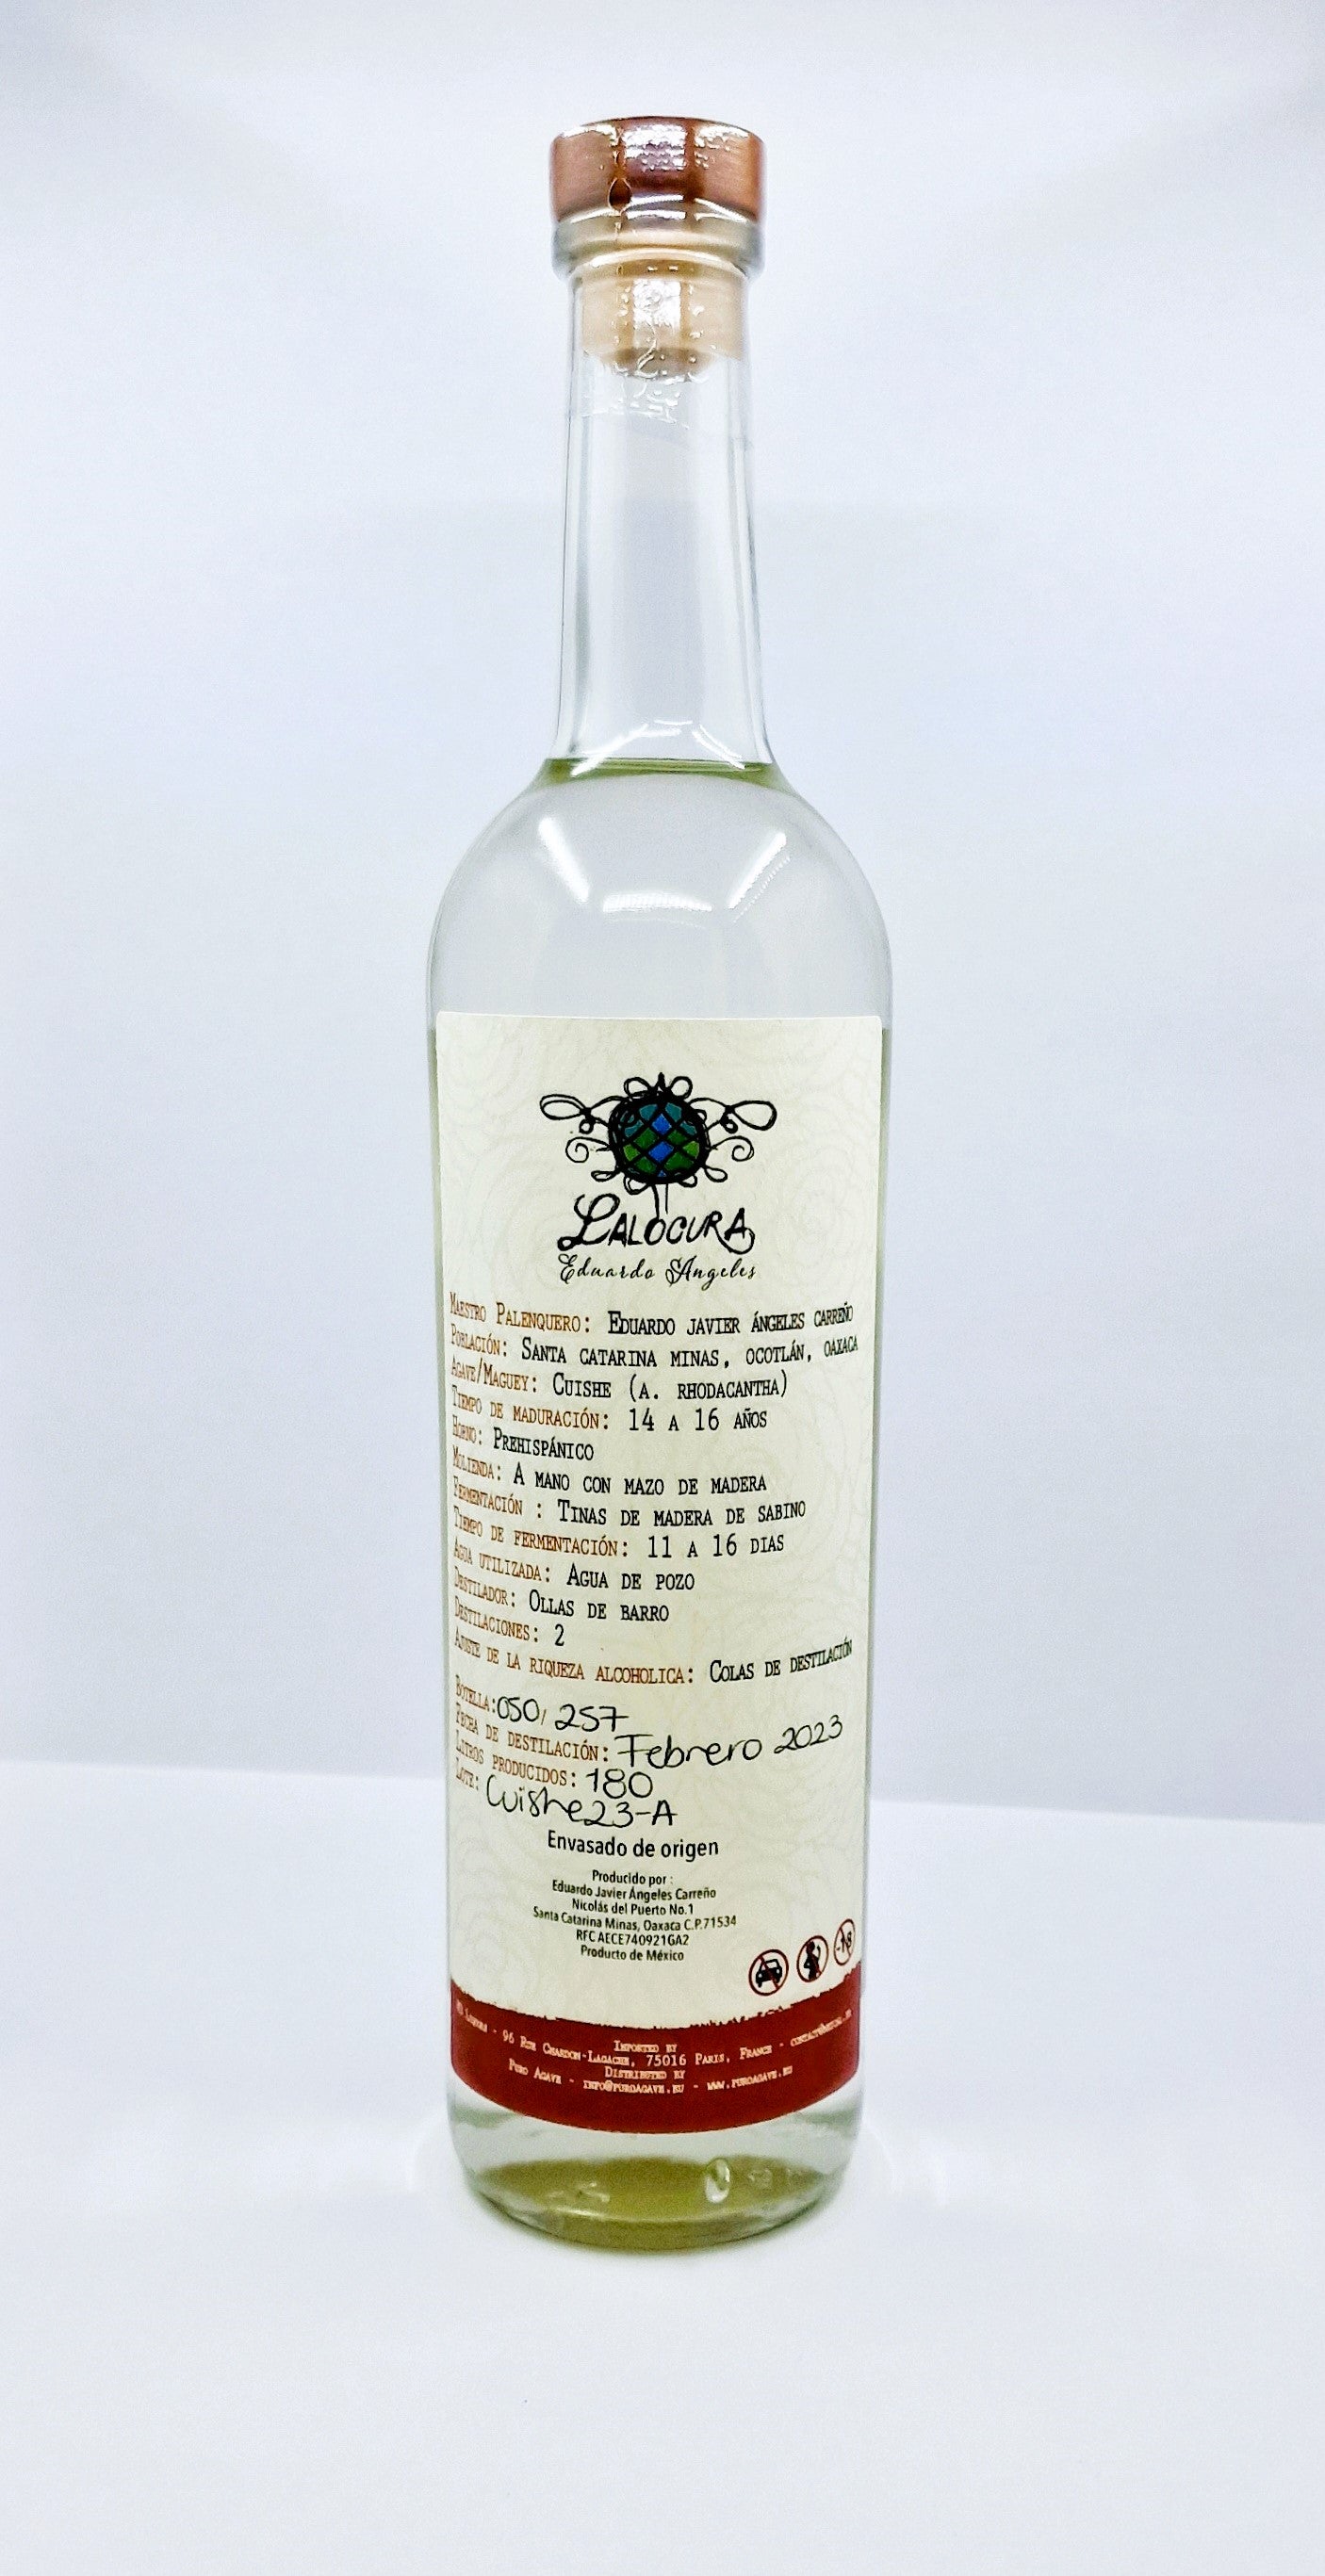 LALOCURA
Eduardo Ángeles
MAESTRO PALENQUERO: EDUARDO JAVIER ÁNGELES CARREÑO
POBLACIÓN: SANTA CATARINA MINAS, OCOTLÁN, OAXACA
AGAVE/MAGUEY: CUISHE (A. RHODACANTHA)
TIEMPO DE MADURACIÓN: 14 A 16 AÑOS
HORNO: PREHISPÁNICO
MOLIENDA: A MANO CON MAZO DE MADERA
FERMENTACIÓN : TINAS DE MADERA DE SABINO
TIEMPO DE FERMENTACIÓN: 11 A 16 DIAS
AGUA UTILIZADA: AGUA DE POZO
DESTILADOR: OLLAS DE BARRO
DESTILACIONES: 2
AJUSTE DE LA RIQUEZA ALCOHOLICA: COLAS DE DESTILACIÓN
BOTELLA: 050/ 257
FECHA DE DESTILACIÓN: Febrero 2023
LITROS PRODUCIDOS: 180
LOTE: Cuishe23-A
Envasado de origen
Producido por :
Eduardo Javier Ángeles Carreño
Nicolás del Puerto No.1
Santa Catarina Minas, Oaxaca C.P.71534
RFC AECE740921GA2
Producto de México
-18
IMPORTED BY
- 96 RUE CHARDON-LAGACHE, 75016 PARIS, FRANCE -
DISTRIBUTED BY
PURO AGAVE - INFO@PUROAGAVE.EU - WWW.PUROAGAVE.EU